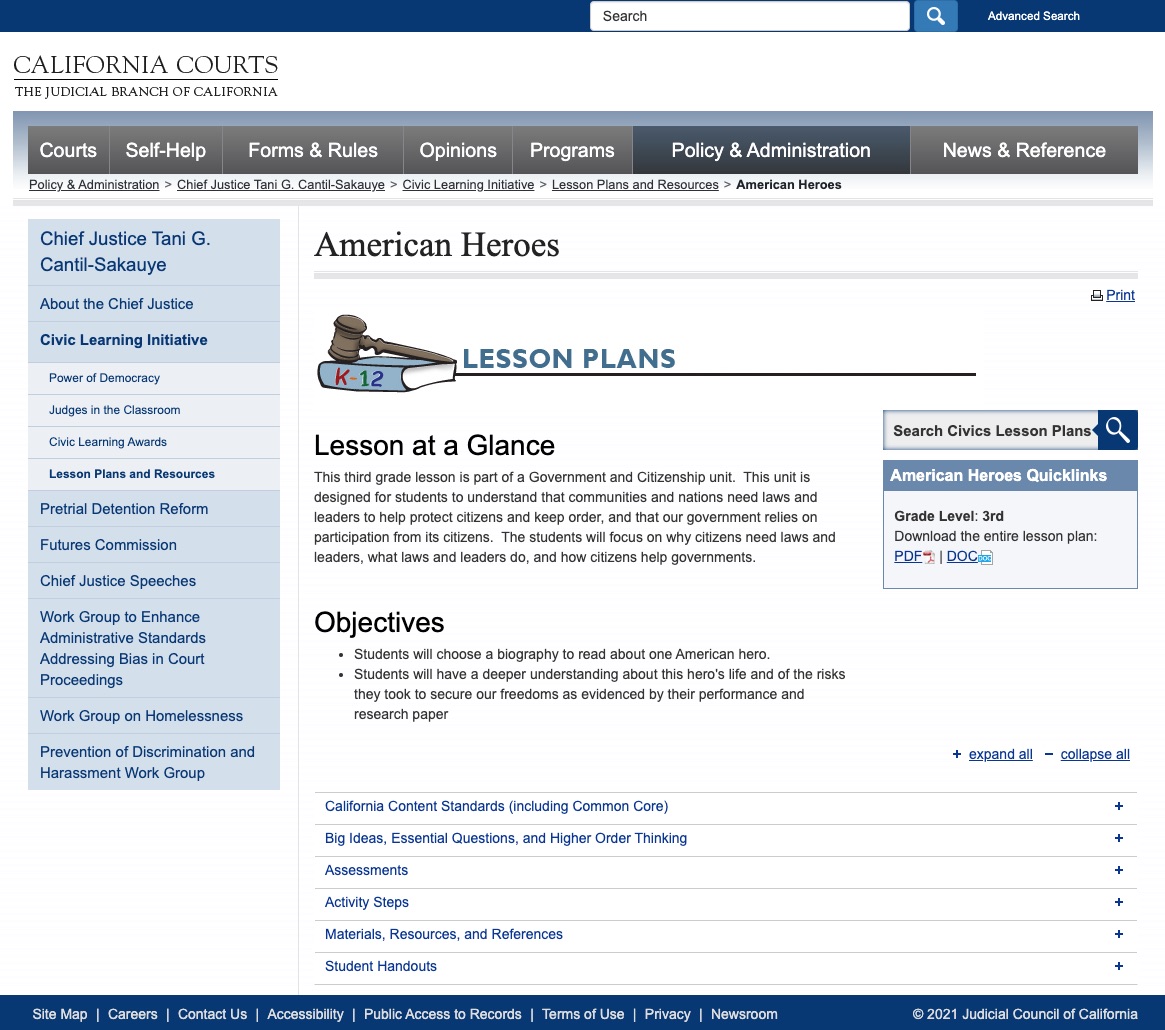 Search
Advanced Search
CALIFORNIA COURTS
THE JUDICIAL BRANCH OF CALIFORNIA
Courts
Self-Help
Forms & Rules
Opinions
Programs
Policy & Administration
News & Reference
Policy & Administration > Chief Justice Tani G. Cantil-Sakauye > Civic Learning Initiative > Lesson Plans and Resources > American Heroes
Chief Justice Tani G.
Cantil-Sakauye
About the Chief Justice
Civic Learning Initiative
Power of Democracy
Judges in the Classroom
Civic Learning Awards
Lesson Plans and Resources
Pretrial Detention Reform
Futures Commission
Chief Justice Speeches
Work Group to Enhance
Administrative Standards
Addressing Bias in Court
Proceedings
Work Group on Homelessness
Prevention of Discrimination and
Harassment Work Group
American Heroes
Print
K-12
LESSON PLANS
Lesson at a Glance
This third grade lesson is part of a Government and Citizenship unit.  This unit is
designed for students to understand that communities and nations need laws and
leaders to help protect citizens and keep order, and that our government relies on
participation from its citizens.  The students will focus on why citizens need laws and
leaders, what laws and leaders do, and how citizens help governments.
Search Civics Lesson Plans
American Heroes Quicklinks
Grade Level: 3rd
Download the entire lesson plan:
PDF | DOC
Objectives
• Students will choose a biography to read about one American hero.
• Students will have a deeper understanding about this hero's life and of the risks
they took to secure our freedoms as evidenced by their performance and
research paper
+ expand all − collapse all
California Content Standards (including Common Core) +
Big Ideas, Essential Questions, and Higher Order Thinking +
Assessments +
Activity Steps +
Materials, Resources, and References +
Student Handouts +
Site Map | Careers | Contact Us | Accessibility | Public Access to Records | Terms of Use | Privacy | Newsroom
© 2021 Judicial Council of California